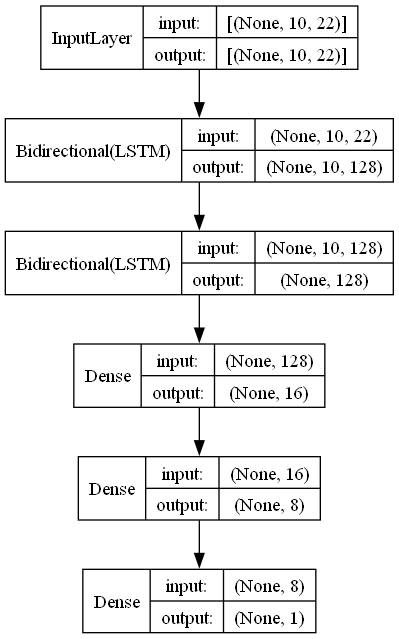 InputLayer
input: [(None, 10, 22)]
output: [(None, 10, 22)]
Bidirectional(LSTM)
input: (None, 10, 22)
output: (None, 10, 128)
Bidirectional(LSTM)
input: (None, 10, 128)
output: (None, 128)
Dense
input: (None, 128)
output: (None, 16)
Dense
input: (None, 16)
output: (None, 8)
Dense
input: (None, 8)
output: (None, 1)